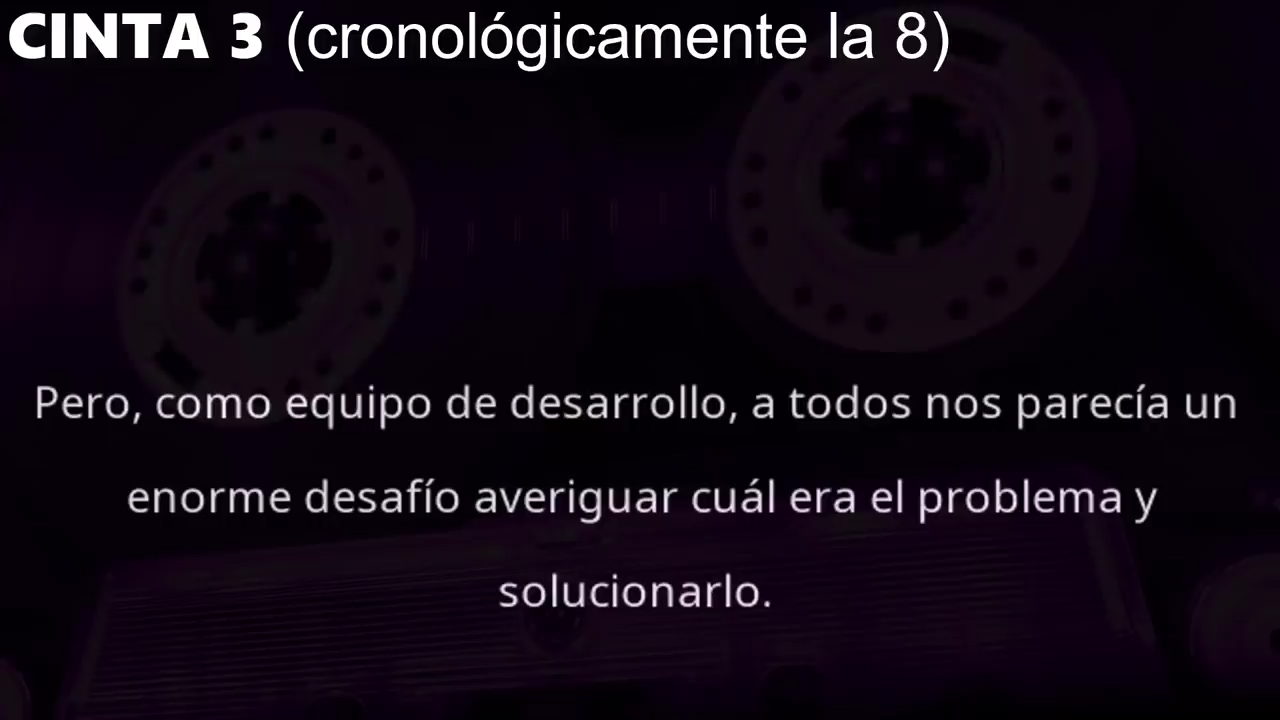 CINTA 3 (cronológicamente la 8)
Pero, como equipo de desarrollo, a todos nos parecía un
enorme desafío averiguar cuál era el problema y
solucionarlo.